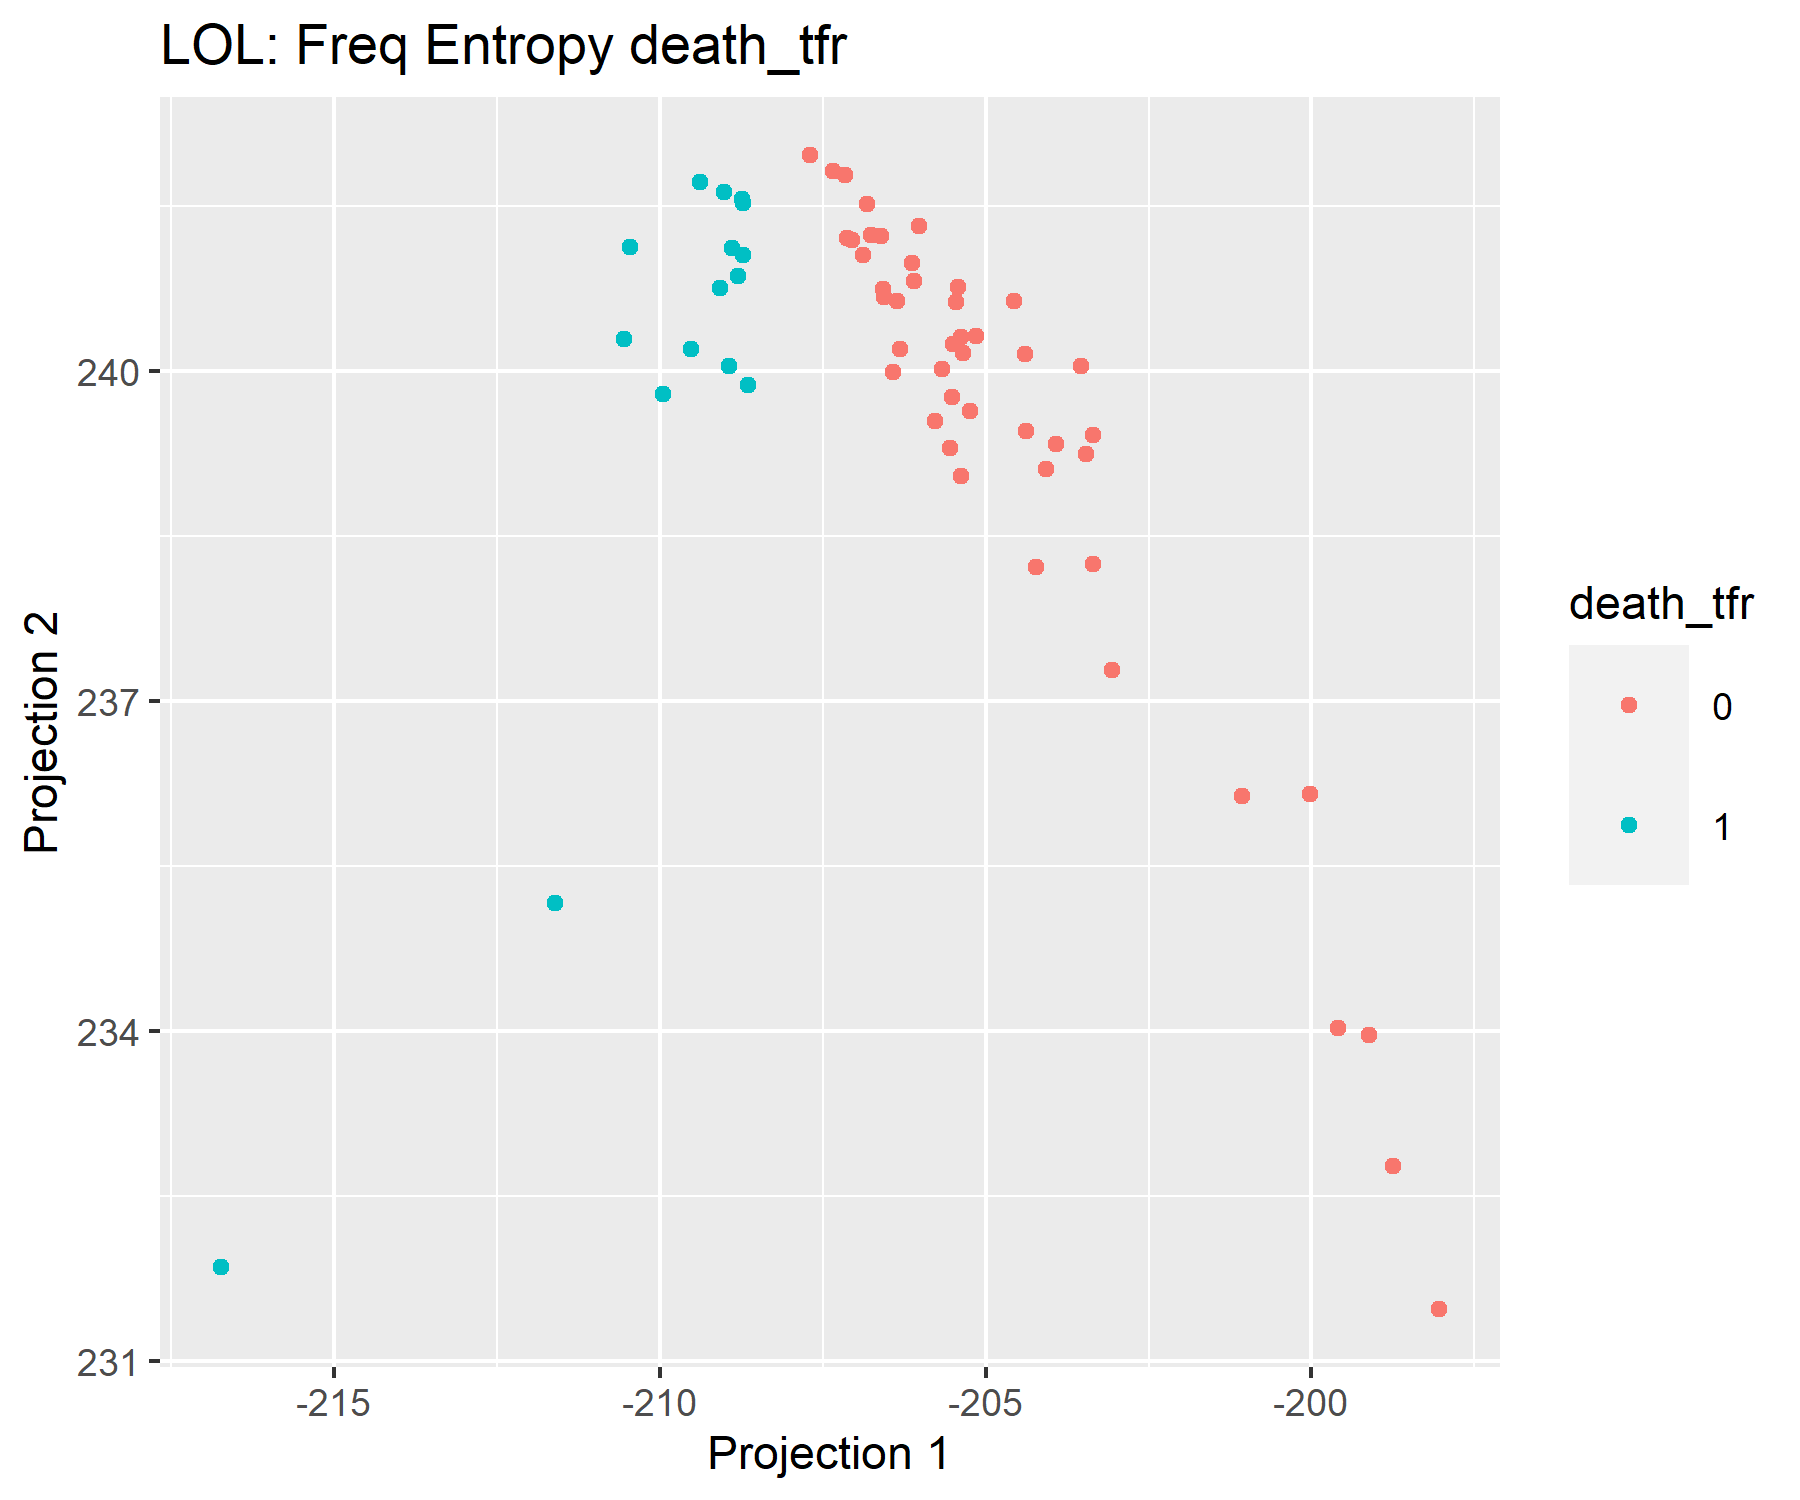 LOL: Freq Entropy death_tfr
Projection 2
240
237
234
231
-215
-210
-205
-200
Projection 1
death_tfr
0
1